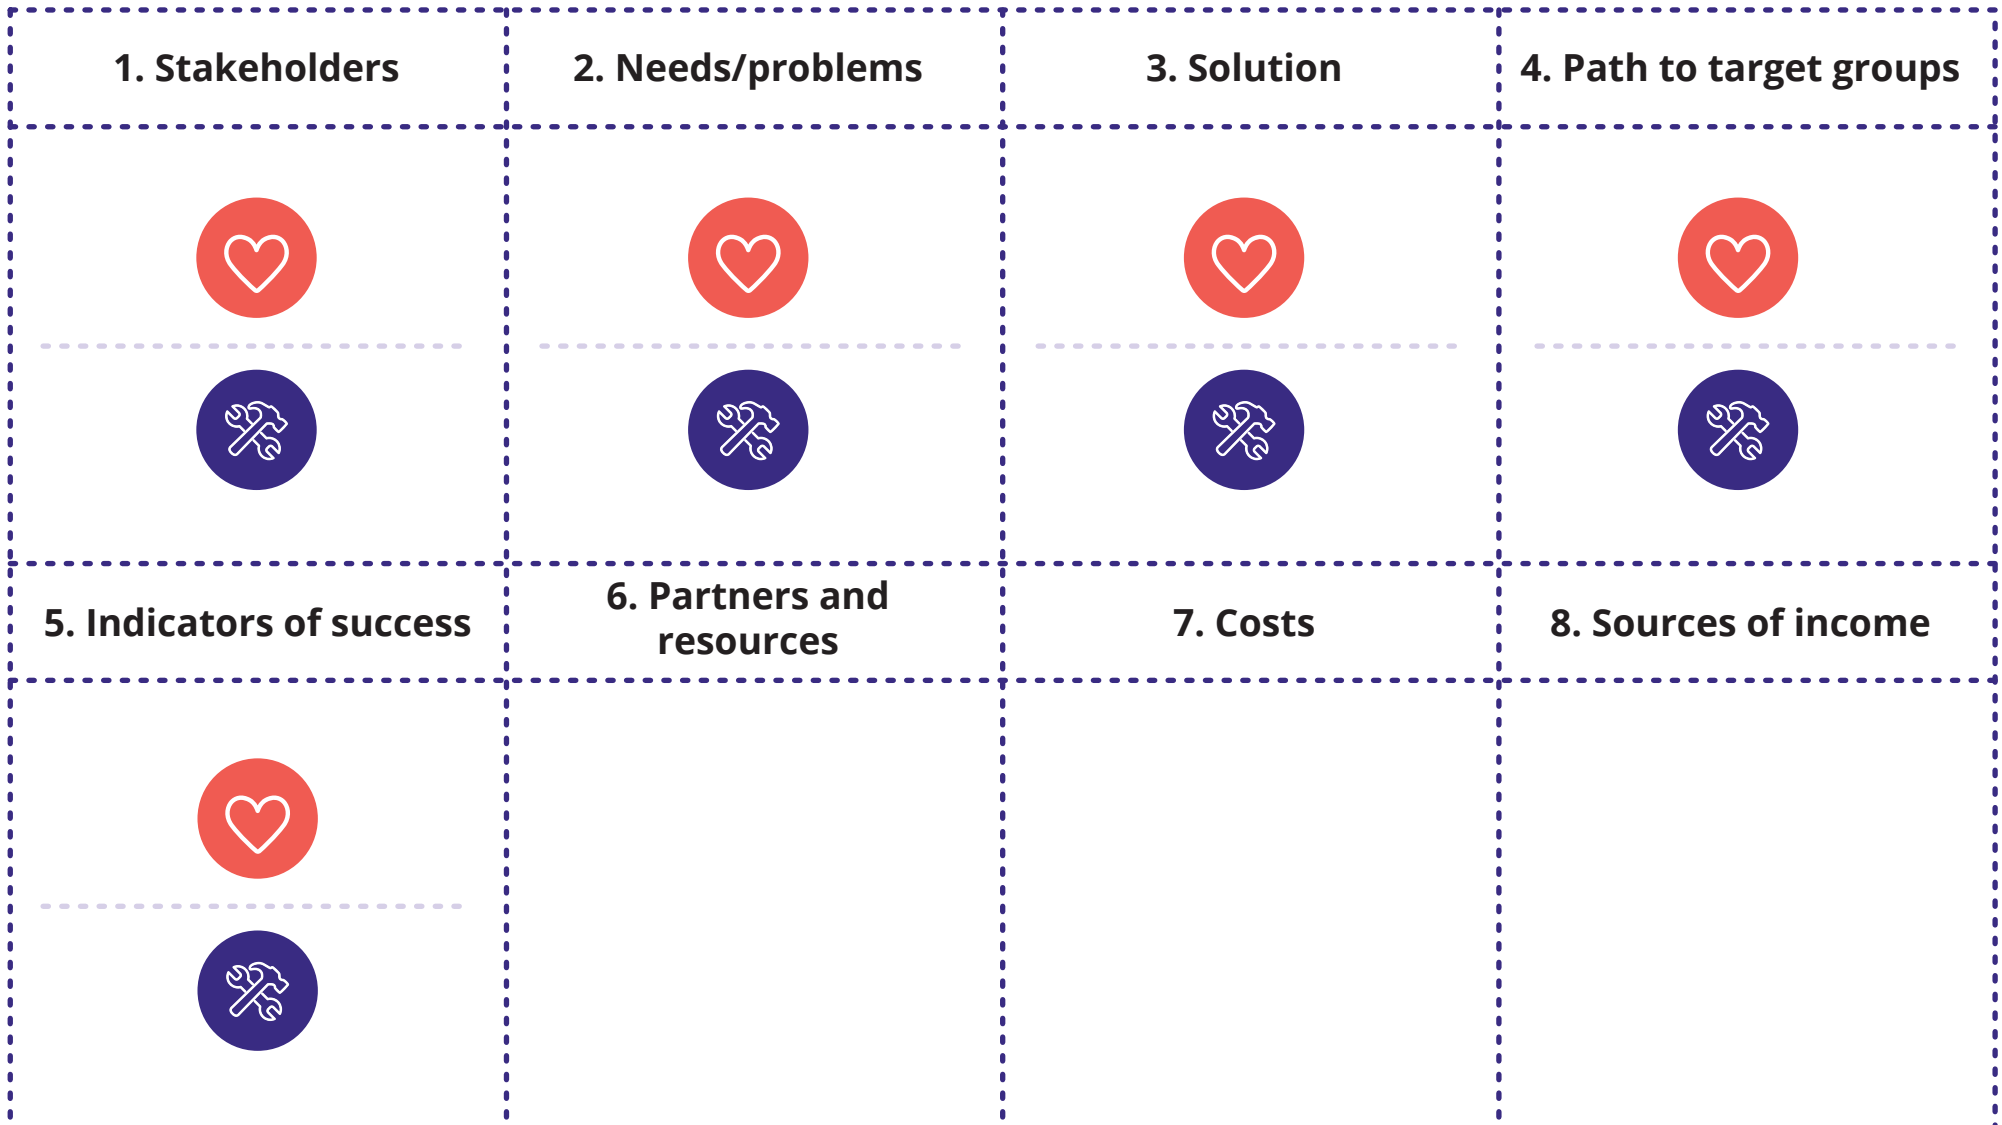 1. Stakeholders
2. Needs/problems
3. Solution
4. Path to target groups
5. Indicators of success
6. Partners and
resources
7. Costs
8. Sources of income